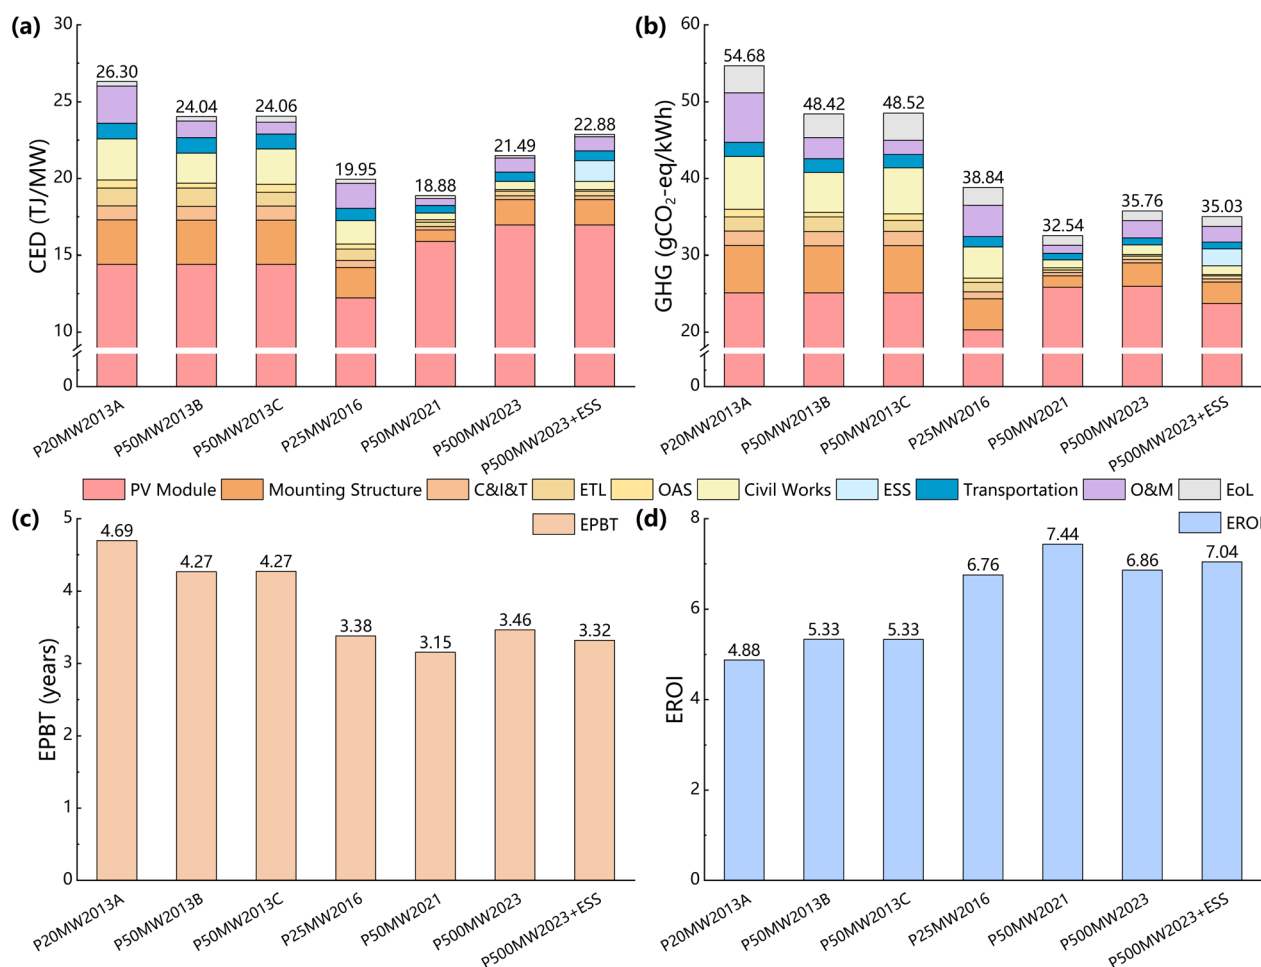 (a)
30
25
20
15
10
0
CED (TJ/MW)
26.30
24.04
24.06
19.95
18.88
21.49
22.88
P20MW2013A
P50MW2013B
P50MW2013C
P25MW2016
P50MW2021
P500MW2023
P500MW2023+ESS
(b)
60
50
40
30
20
0
GHG (gCO₂-eq/kWh)
54.68
48.42
48.52
38.84
32.54
35.76
35.03
P20MW2013A
P50MW2013B
P50MW2013C
P25MW2016
P50MW2021
P500MW2023
P500MW2023+ESS
PV Module Mounting Structure C&I&T ETL OAS Civil Works ESS Transportation O&M EoL
(c)
EPBT
5
4
3
2
1
0
EPBT (years)
4.69
4.27
4.27
3.38
3.15
3.46
3.32
P20MW2013A
P50MW2013B
P50MW2013C
P25MW2016
P50MW2021
P500MW2023
P500MW2023+ESS
(d)
EROI
8
6
4
2
0
EROI
4.88
5.33
5.33
6.76
7.44
6.86
7.04
P20MW2013A
P50MW2013B
P50MW2013C
P25MW2016
P50MW2021
P500MW2023
P500MW2023+ESS